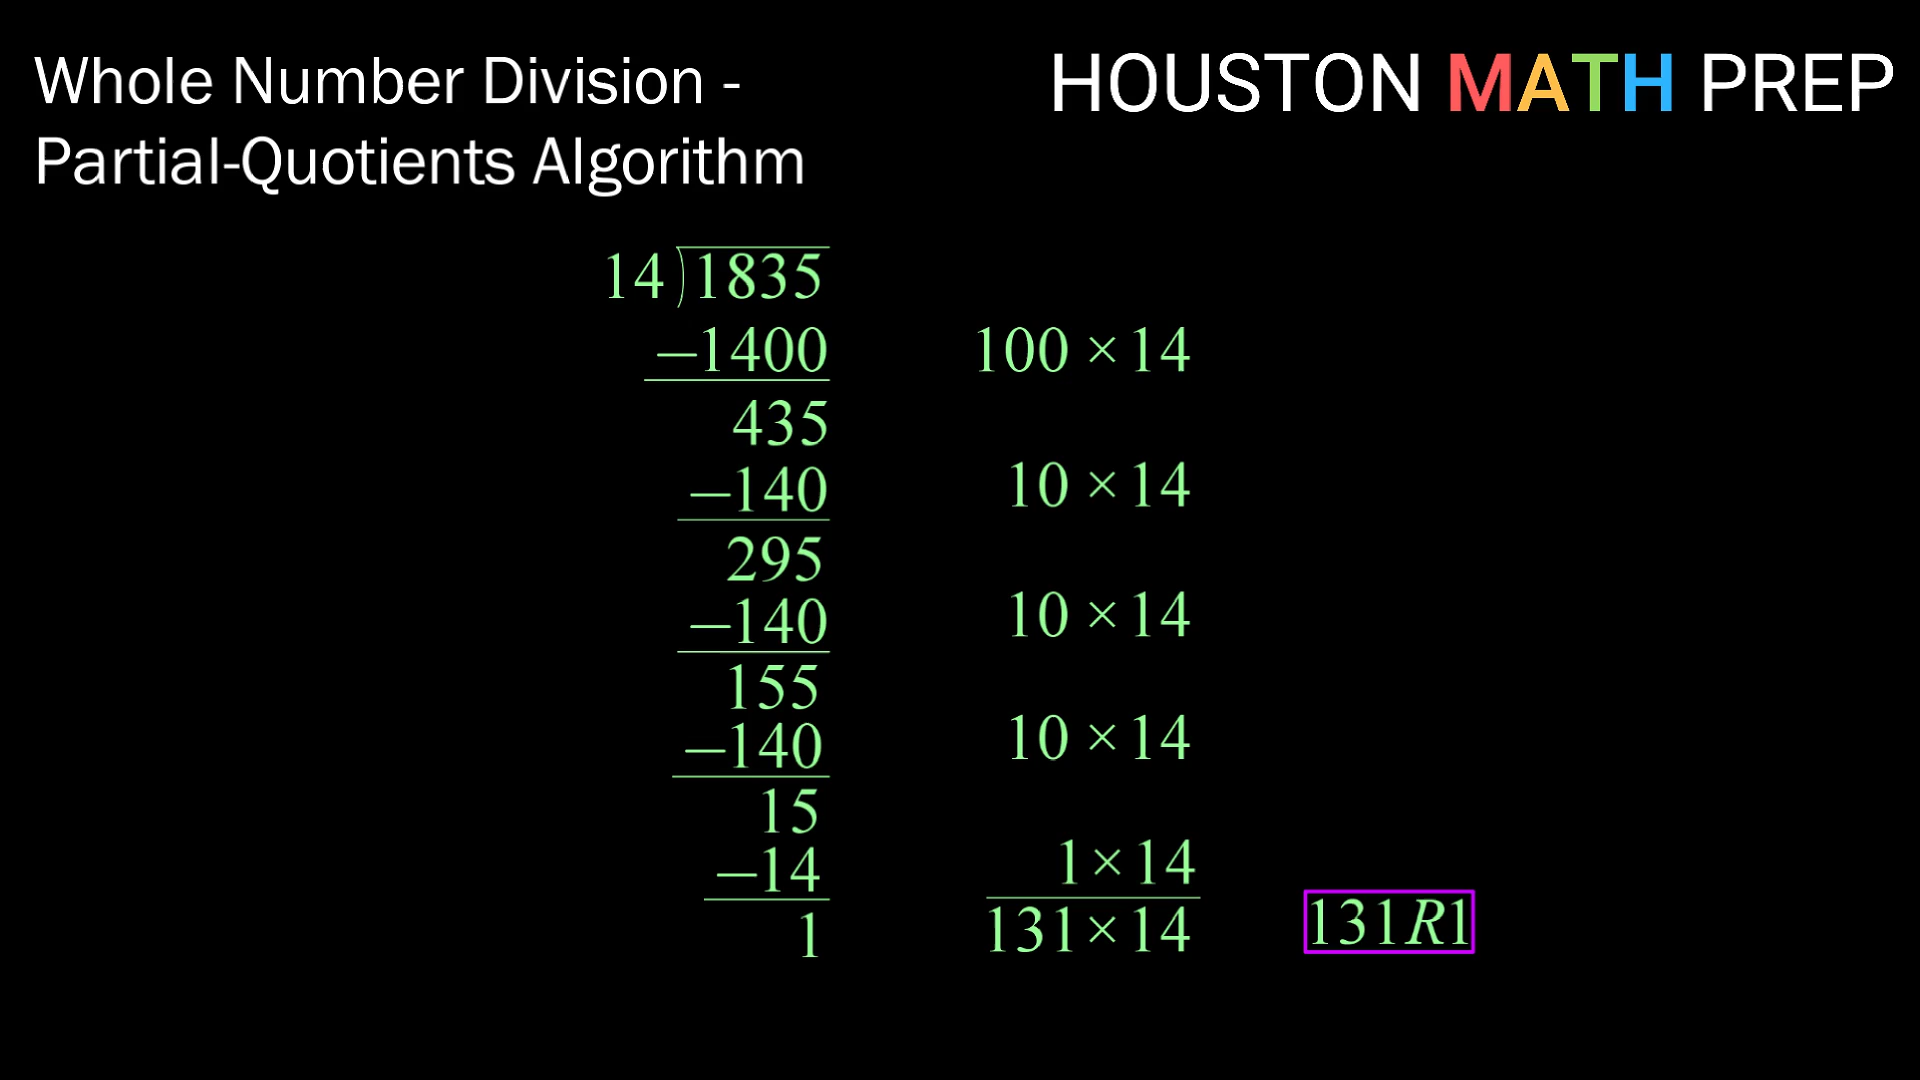 Whole Number Division -
Partial-Quotients Algorithm
HOUSTON MATH PREP
14)1835
−1400 100 × 14
435
−140 10 × 14
295
−140 10 × 14
155
−140 10 × 14
15
−14 1 × 14
1 131 × 14 131R1